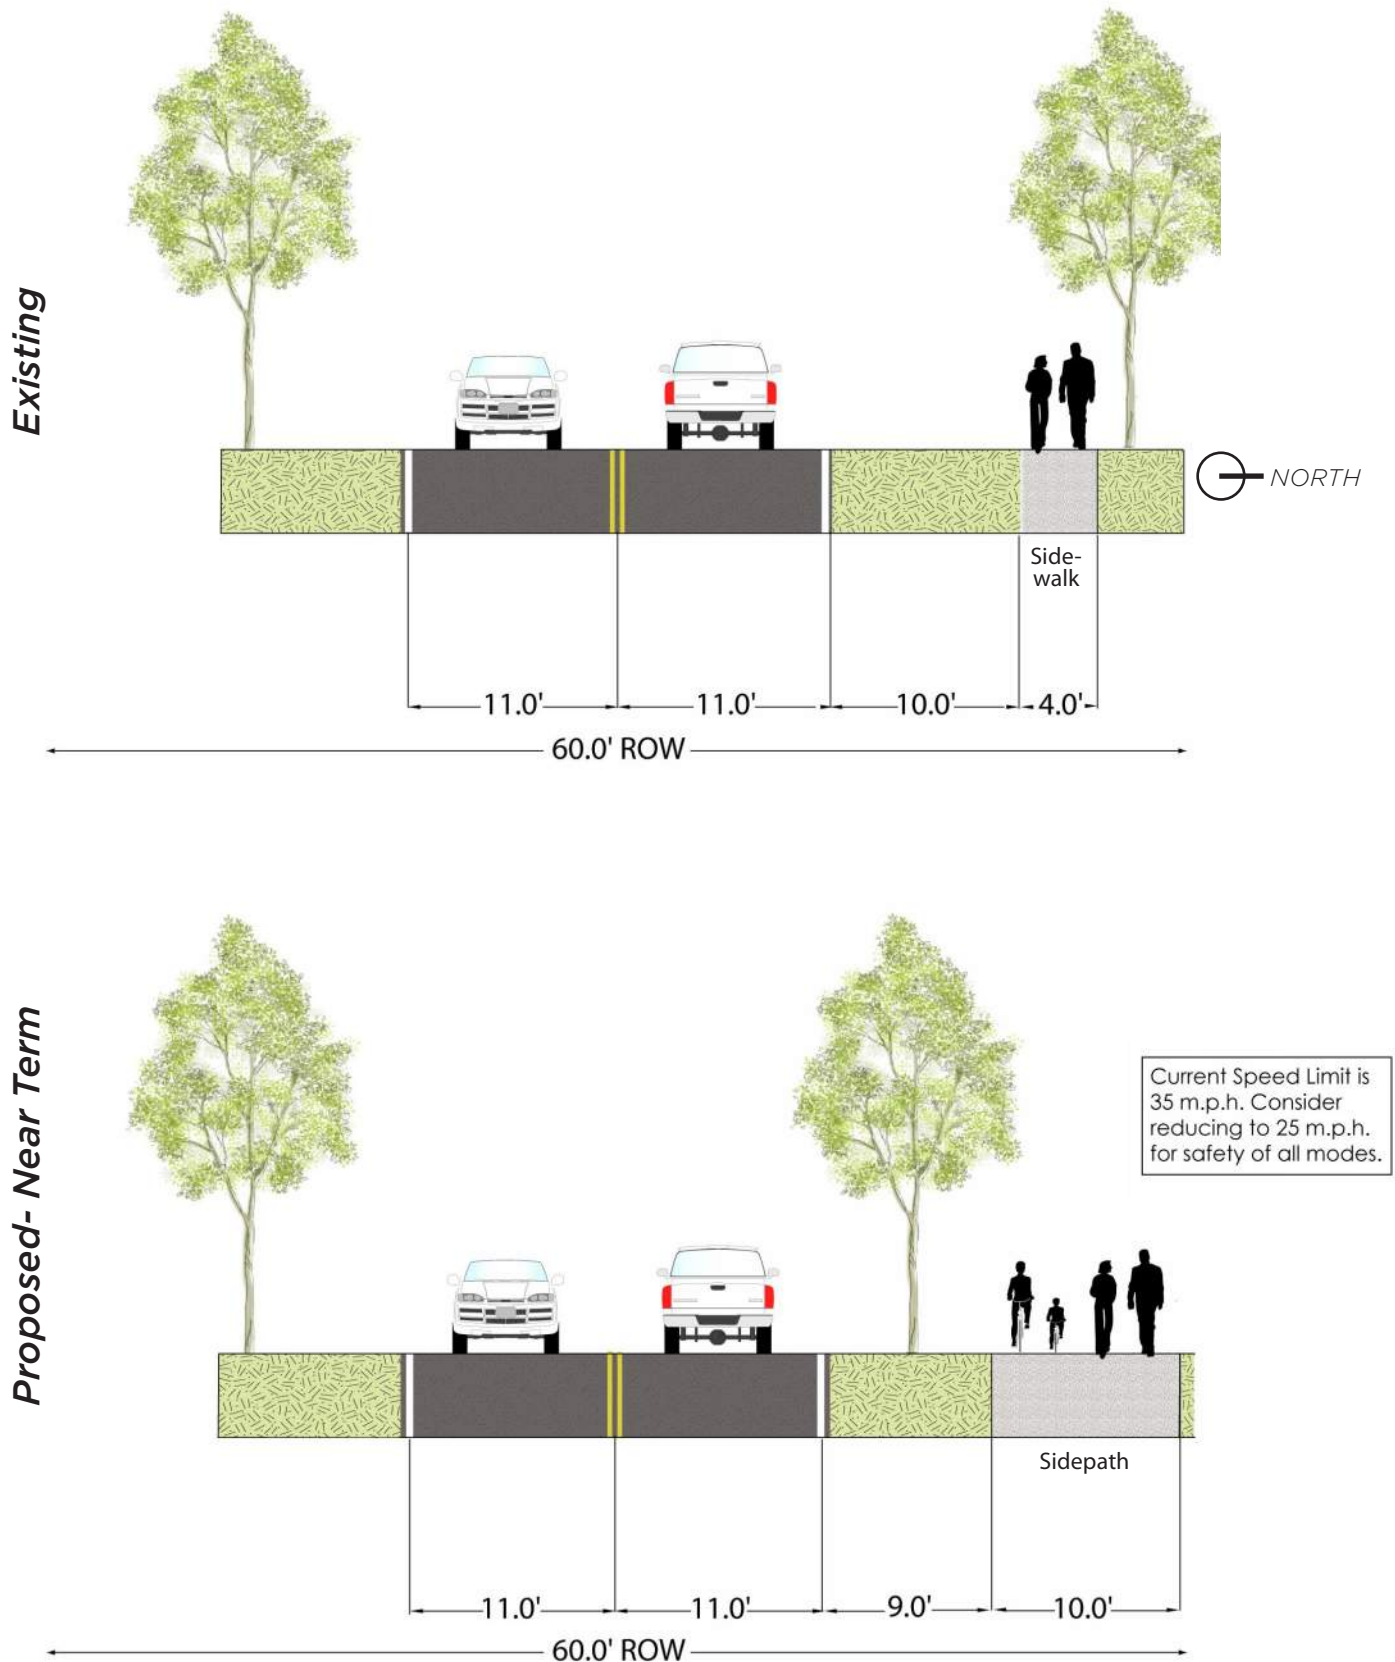 Existing
NORTH
Side-
walk
11.0' 11.0' 10.0' 4.0'
60.0' ROW
Proposed- Near Term
Current Speed Limit is
35 m.p.h. Consider
reducing to 25 m.p.h.
for safety of all modes.
Sidepath
11.0' 11.0' 9.0' 10.0'
60.0' ROW